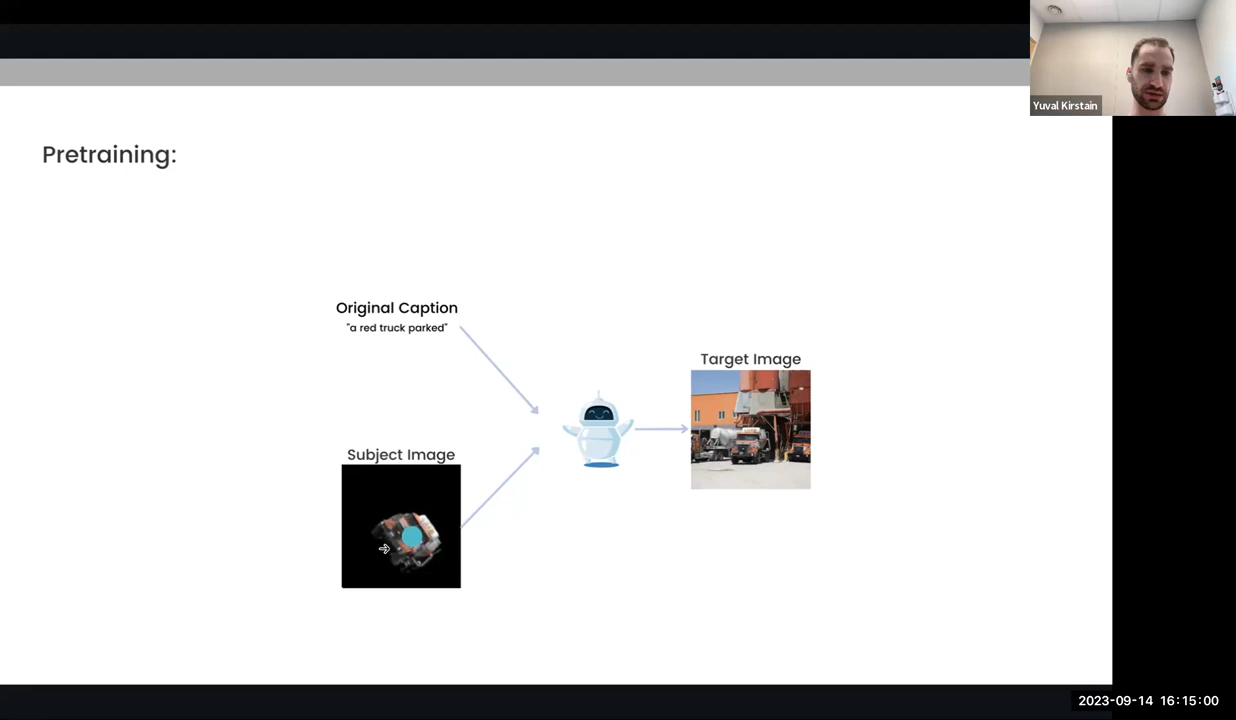 Yuval Kirstain
Pretraining:
Original Caption
"a red truck parked"
Target Image
Subject Image
2023-09-14 16:15:00